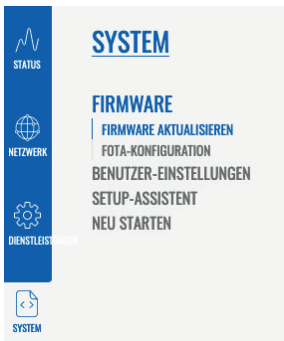 STATUS
NETZWERK
DIENSTLEISTUNGEN
SYSTEM
SYSTEM
FIRMWARE
FIRMWARE AKTUALISIEREN
FOTA-KONFIGURATION
BENUTZER-EINSTELLUNGEN
SETUP-ASSISTENT
NEU STARTEN